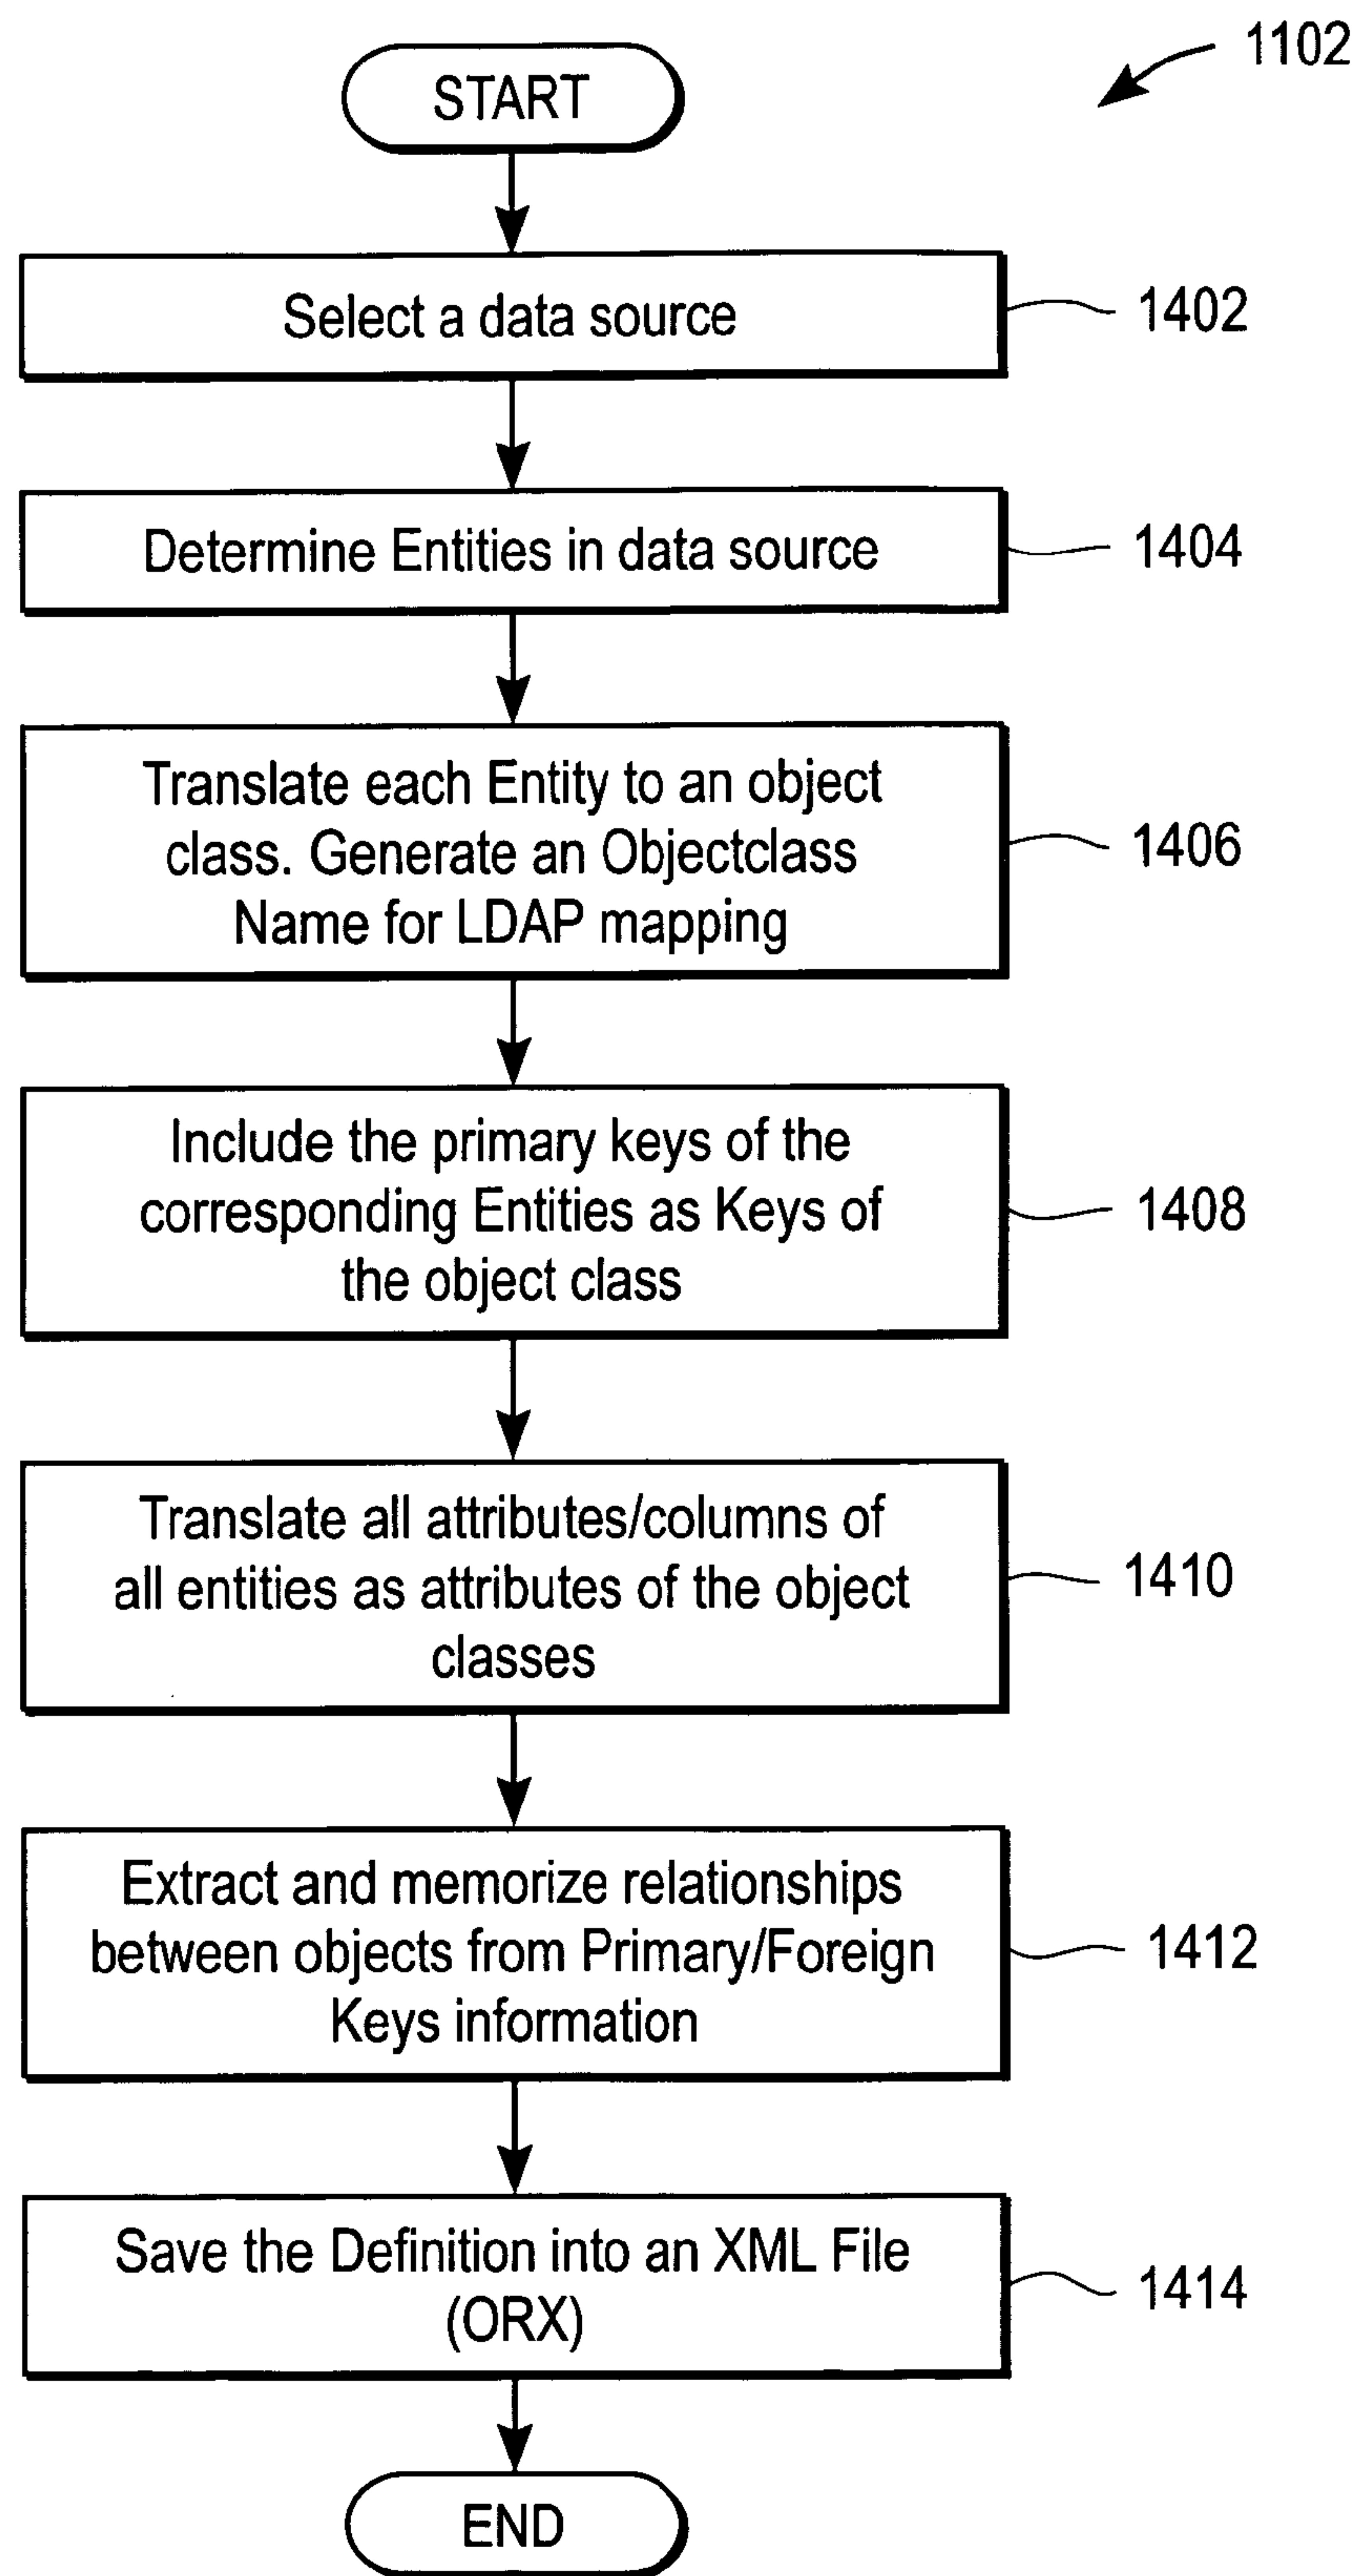 1102
START
Select a data source
1402
Determine Entities in data source
1404
Translate each Entity to an object
class. Generate an Objectclass
Name for LDAP mapping
1406
Include the primary keys of the
corresponding Entities as Keys of
the object class
1408
Translate all attributes/columns of
all entities as attributes of the object
classes
1410
Extract and memorize relationships
between objects from Primary/Foreign
Keys information
1412
Save the Definition into an XML File
(ORX)
1414
END